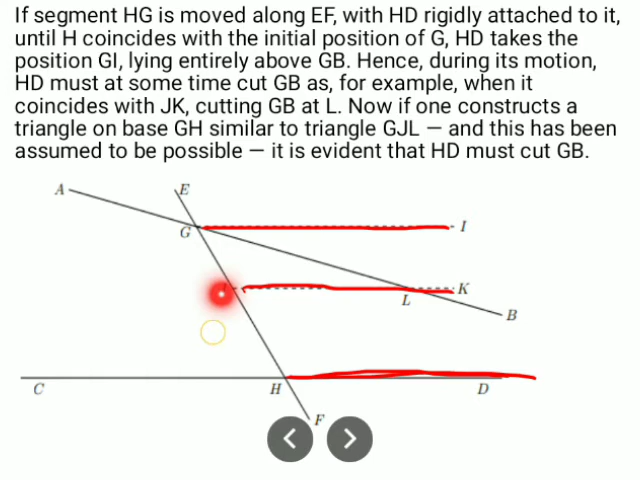 If segment HG is moved along EF, with HD rigidly attached to it,
until H coincides with the initial position of G, HD takes the
position GI, lying entirely above GB. Hence, during its motion,
HD must at some time cut GB as, for example, when it
coincides with JK, cutting GB at L. Now if one constructs a
triangle on base GH similar to triangle GJL — and this has been
assumed to be possible — it is evident that HD must cut GB.
A E
G I
K
L
B
C H D
F